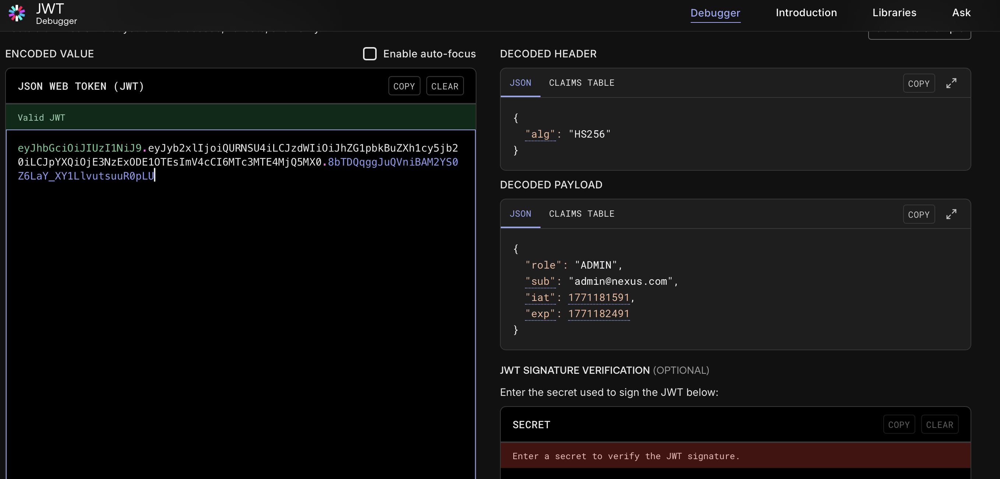 JWT
Debugger
Debugger
Introduction
Libraries
Ask
ENCODED VALUE
Enable auto-focus
JSON WEB TOKEN (JWT)
COPY
CLEAR
Valid JWT
eyJhbGciOiJIUzI1NiJ9.eyJyb2xlIjoiQURNSU4iLCJzdWIiOiJhZG1pbkBuZXh1cy5jb2
0iLCJpYXQiOjE3NzExODE1OTEsImV4cCI6MTc3MTE4MjQ5MX0.8bTDQqggJuQVniBAM2YS0
Z6LaY_XY1LlvutsuuR0pLU
DECODED HEADER
JSON
CLAIMS TABLE
COPY
{
"alg": "HS256"
}
DECODED PAYLOAD
JSON
CLAIMS TABLE
COPY
{
"role": "ADMIN",
"sub": "admin@nexus.com",
"iat": 1771181591,
"exp": 1771182491
}
JWT SIGNATURE VERIFICATION (OPTIONAL)
Enter the secret used to sign the JWT below:
SECRET
COPY
CLEAR
Enter a secret to verify the JWT signature.